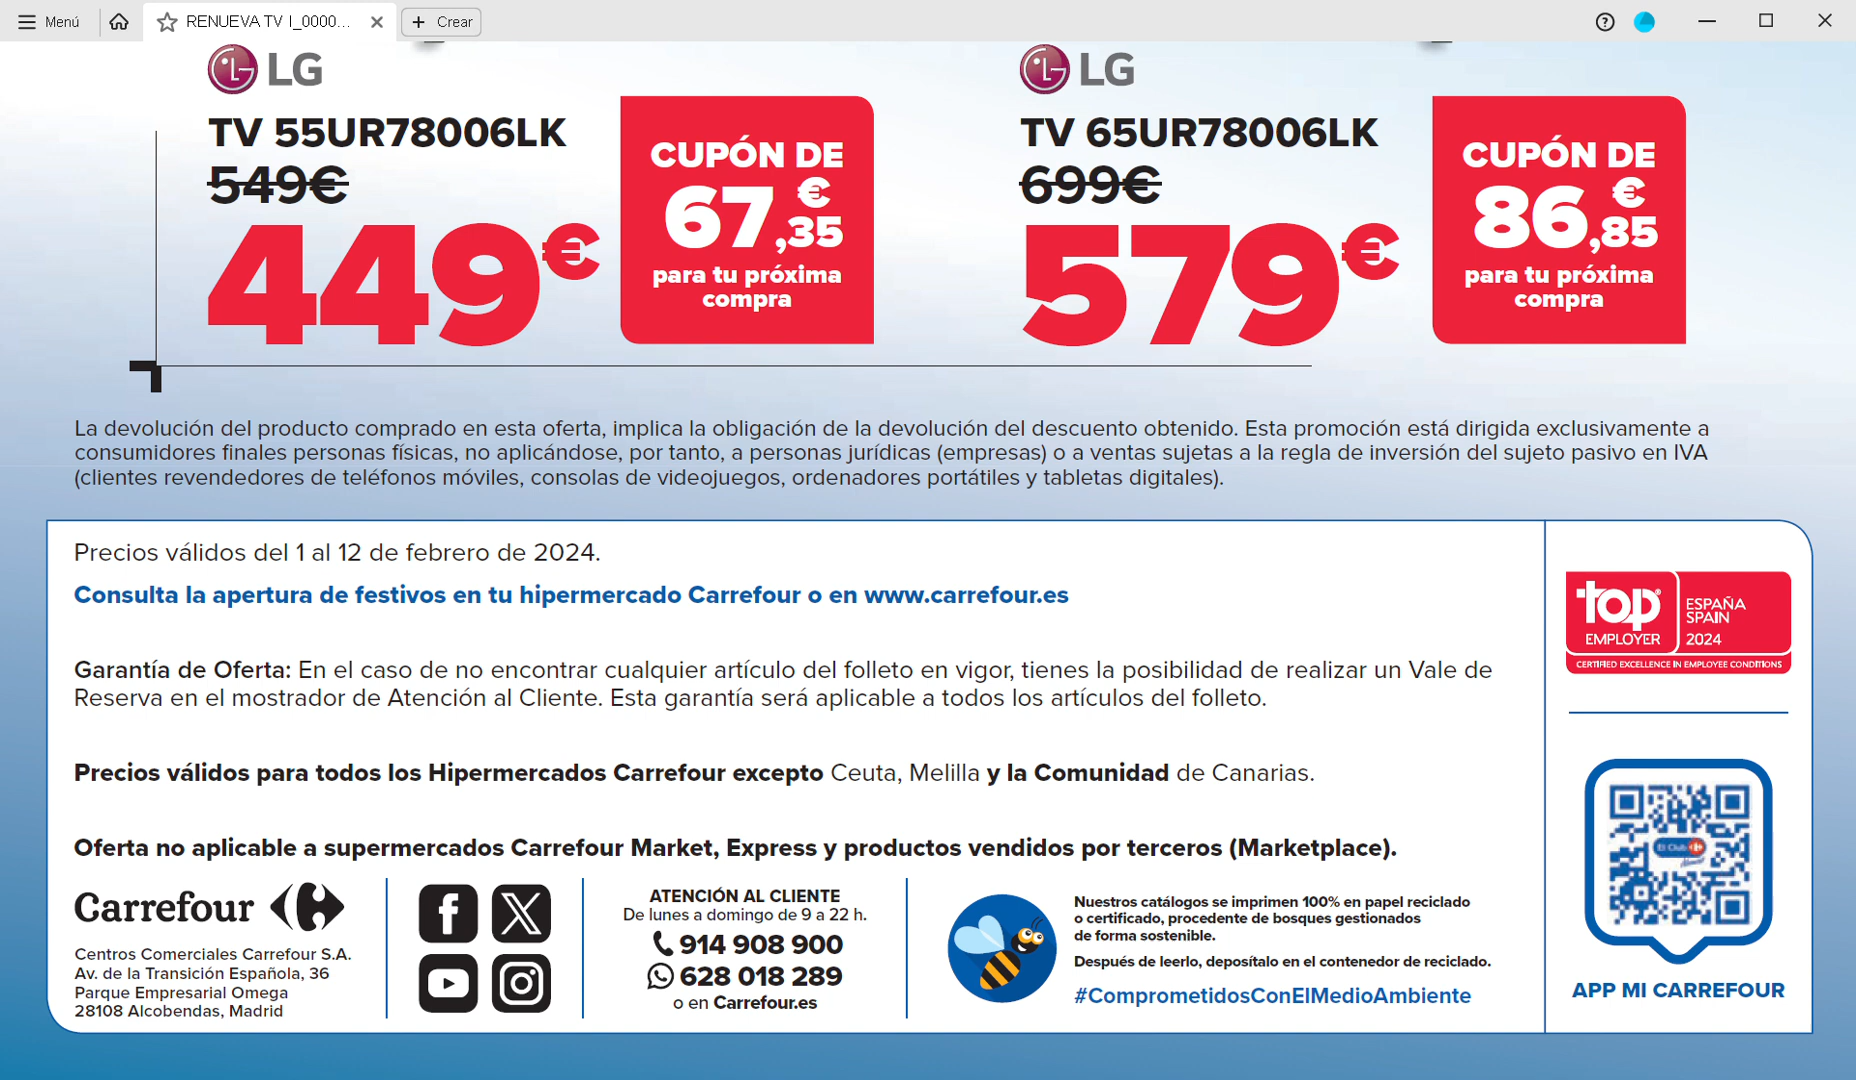 Menú
RENUEVA TV I_0000...
Crear
LG
TV 55UR78006LK
549€
449€
CUPÓN DE
67,35€
para tu próxima
compra
LG
TV 65UR78006LK
699€
579€
CUPÓN DE
86,85€
para tu próxima
compra
La devolución del producto comprado en esta oferta, implica la obligación de la devolución del descuento obtenido. Esta promoción está dirigida exclusivamente a
consumidores finales personas físicas, no aplicándose, por tanto, a personas jurídicas (empresas) o a ventas sujetas a la regla de inversión del sujeto pasivo en IVA
(clientes revendedores de teléfonos móviles, consolas de videojuegos, ordenadores portátiles y tabletas digitales).
Precios válidos del 1 al 12 de febrero de 2024.
Consulta la apertura de festivos en tu hipermercado Carrefour o en www.carrefour.es
Garantía de Oferta: En el caso de no encontrar cualquier artículo del folleto en vigor, tienes la posibilidad de realizar un Vale de
Reserva en el mostrador de Atención al Cliente. Esta garantía será aplicable a todos los artículos del folleto.
Precios válidos para todos los Hipermercados Carrefour excepto Ceuta, Melilla y la Comunidad de Canarias.
Oferta no aplicable a supermercados Carrefour Market, Express y productos vendidos por terceros (Marketplace).
Carrefour
Centros Comerciales Carrefour S.A.
Av. de la Transición Española, 36
Parque Empresarial Omega
28108 Alcobendas, Madrid
ATENCIÓN AL CLIENTE
De lunes a domingo de 9 a 22 h.
914 908 900
628 018 289
o en Carrefour.es
Nuestros catálogos se imprimen 100% en papel reciclado
o certificado, procedente de bosques gestionados
de forma sostenible.
Después de leerlo, deposítalo en el contenedor de reciclado.
#ComprometidosConElMedioAmbiente
top®
EMPLOYER
ESPAÑA
SPAIN
2024
CERTIFIED EXCELLENCE IN EMPLOYEE CONDITIONS
El Club
APP MI CARREFOUR